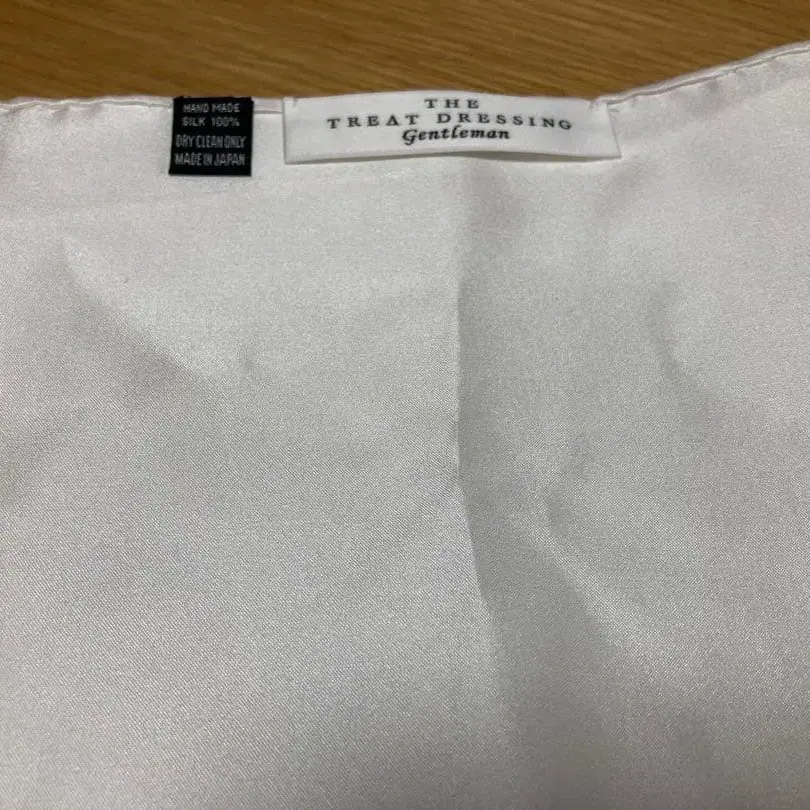 HAND MADE
SILK 100%
DRY CLEAN ONLY
MADE IN JAPAN
THE
TREAT DRESSING
Gentleman